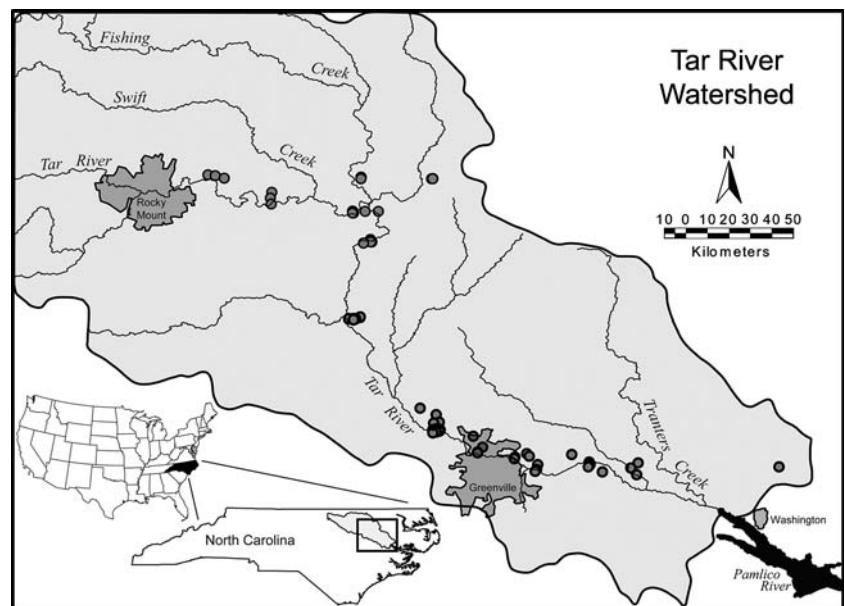 Tar River
Watershed
N
10 0 10 20 30 40 50
Kilometers
Fishing
Creek
Swift
Creek
Tar River
Rocky
Mount
Tar River
Greenville
Tranters
Creek
Washington
Pamlico
River
North Carolina